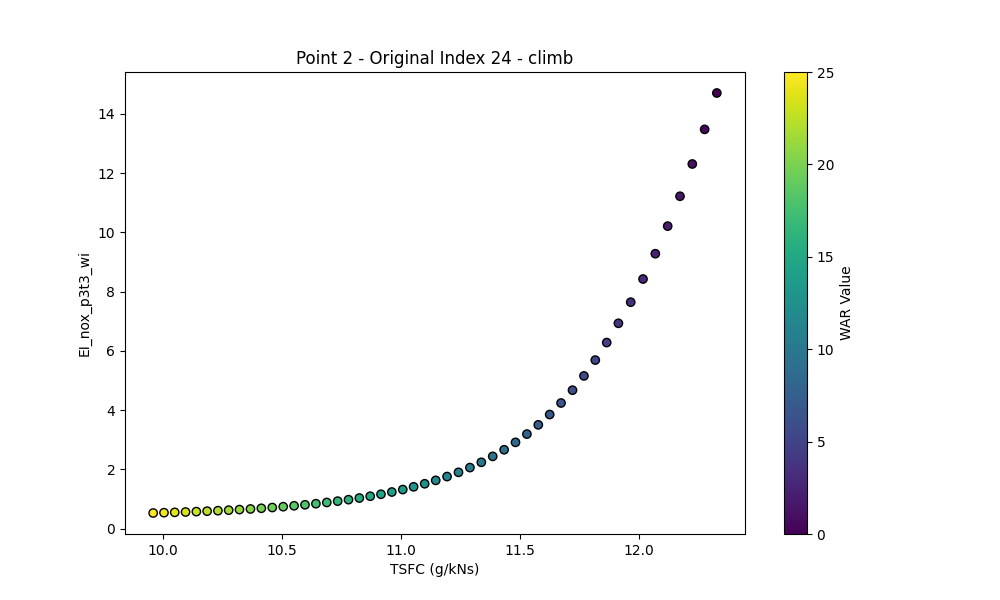 Point 2 - Original Index 24 - climb
EI_nox_p3t3_wi
14
12
10
8
6
4
2
0
10.0 10.5 11.0 11.5 12.0
TSFC (g/kNs)
25
20
15
10
5
0
WAR Value